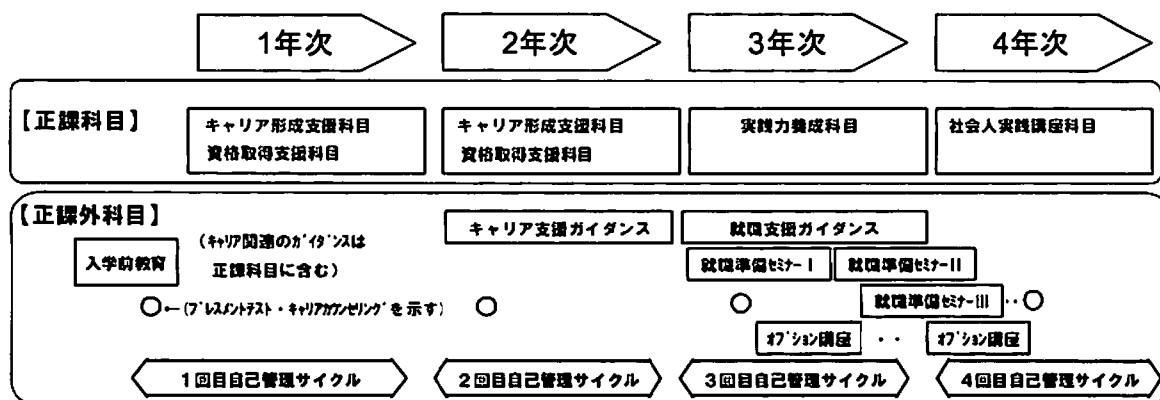 1年次 2年次 3年次 4年次
【正課科目】
キャリア形成支援科目
資格取得支援科目
キャリア形成支援科目
資格取得支援科目
実践力養成科目
社会人実践講座科目
【正課外科目】
入学前教育
(キャリア関連のガイダンスは
正課科目に含む)
キャリア支援ガイダンス
就職支援ガイダンス
就職準備セミナーI
就職準備セミナーII
←(プレスメントテスト・キャリアカウンセリングを示す)
就職準備セミナーIII
オプション講座 ・・ オプション講座
1回目自己管理サイクル
2回目自己管理サイクル
3回目自己管理サイクル
4回目自己管理サイクル